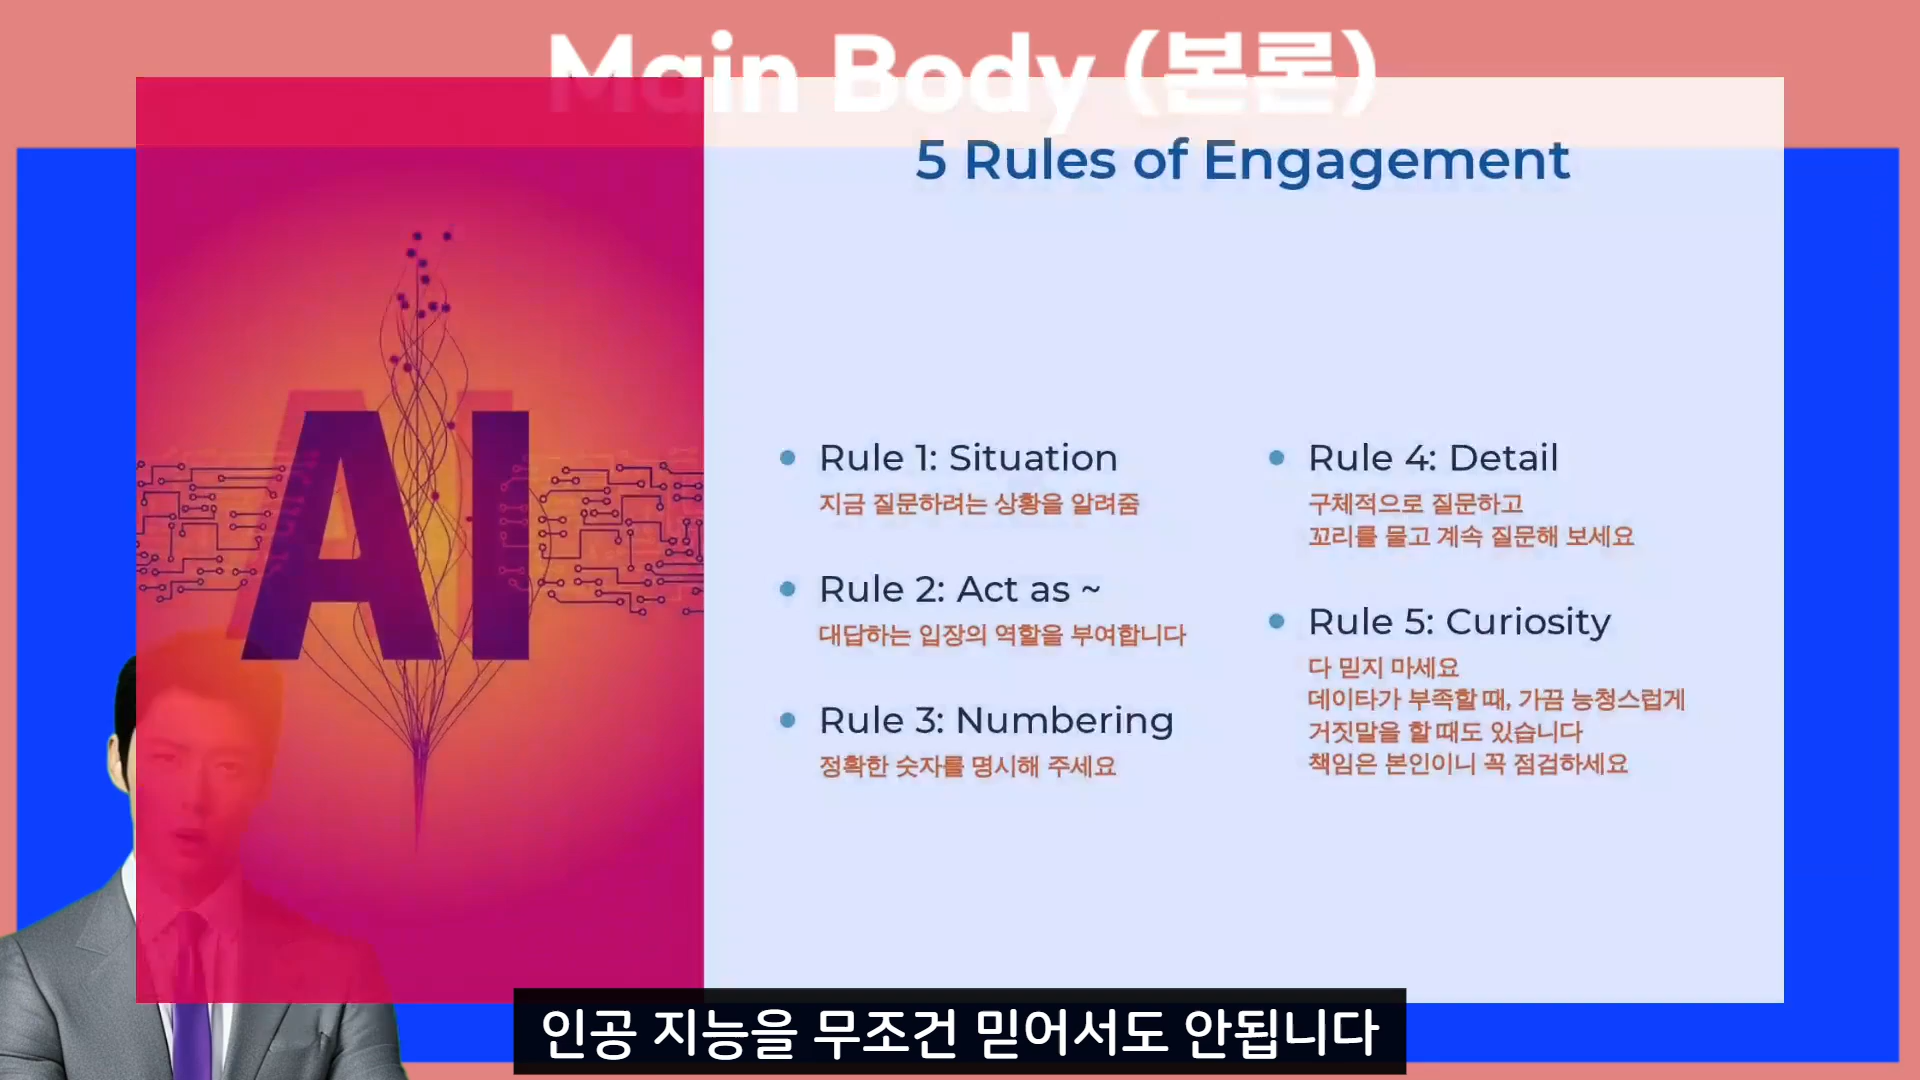 Main Body (본론)
5 Rules of Engagement
AI
Rule 1: Situation
지금 질문하려는 상황을 알려줌
Rule 2: Act as ~
대답하는 입장의 역할을 부여합니다
Rule 3: Numbering
정확한 숫자를 명시해 주세요
Rule 4: Detail
구체적으로 질문하고
꼬리를 물고 계속 질문해 보세요
Rule 5: Curiosity
다 믿지 마세요
데이타가 부족할 때, 가끔 능청스럽게
거짓말을 할 때도 있습니다
책임은 본인이니 꼭 점검하세요
인공 지능을 무조건 믿어서도 안됩니다